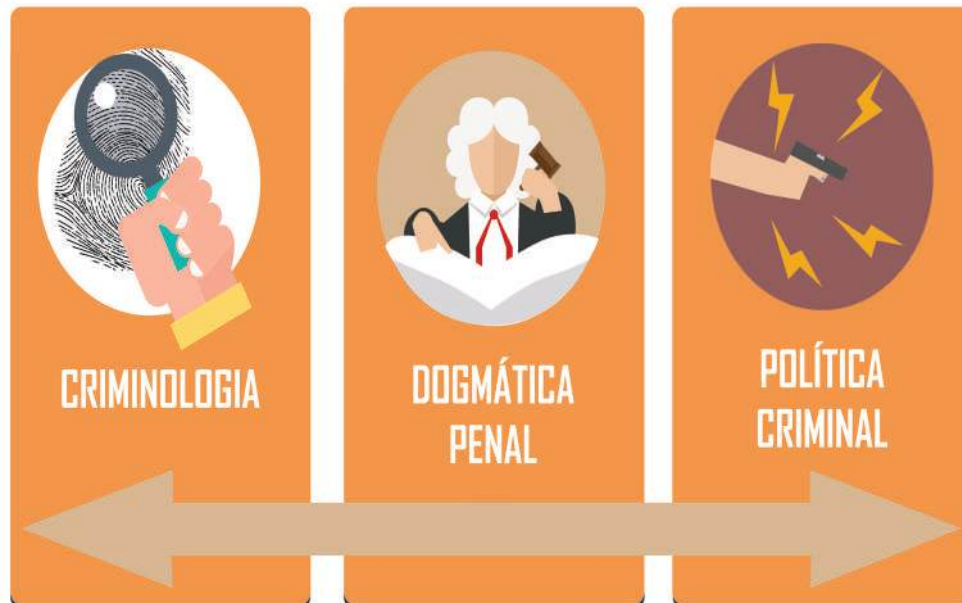 CRIMINOLOGIA
DOGMÁTICA
PENAL
POLÍTICA
CRIMINAL